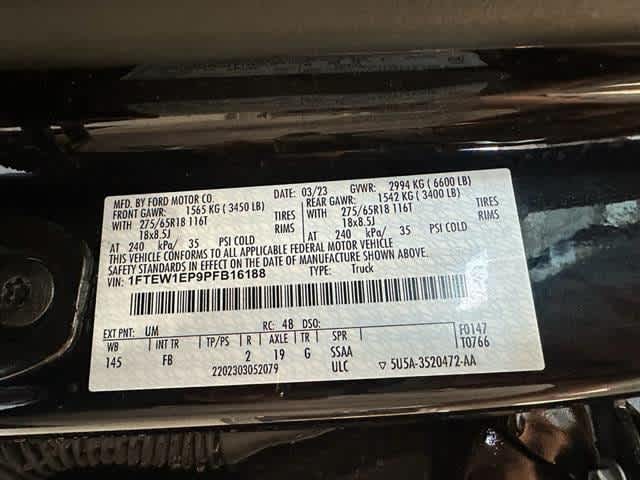 MFD. BY FORD MOTOR CO.
DATE: 03/23 GVWR: 2994 KG ( 6600 LB)
FRONT GAWR: 1565 KG ( 3450 LB)
REAR GAWR: 1542 KG ( 3400 LB)
WITH 275/65R18 116T TIRES
WITH 275/65R18 116T TIRES
18x8.5J RIMS
18x8.5J RIMS
AT 240 kPa/ 35 PSI COLD
AT 240 kPa/ 35 PSI COLD
THIS VEHICLE CONFORMS TO ALL APPLICABLE FEDERAL MOTOR VEHICLE
SAFETY STANDARDS IN EFFECT ON THE DATE OF MANUFACTURE SHOWN ABOVE.
VIN: 1FTEW1EP9PFB16188 TYPE: Truck
EXT PNT: UM RC: 48 DSO:
WB INT TR TP/PS R AXLE TR SPR
145 FB 2 19 G SSAA
2202303052079 ULC
F0147
T0766
▽ 5U5A-3520472-AA